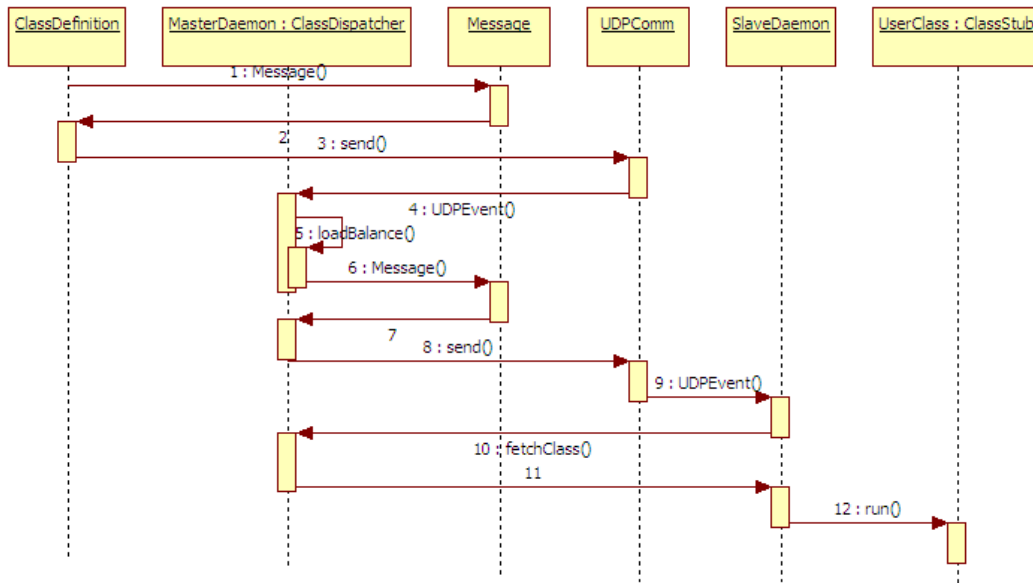 ClassDefinition
MasterDaemon : ClassDispatcher
Message
UDPComm
SlaveDaemon
UserClass : ClassStub
1 : Message()
2
3 : send()
4 : UDPEvent()
5 : loadBalance()
6 : Message()
7
8 : send()
9 : UDPEvent()
10 : fetchClass()
11
12 : run()